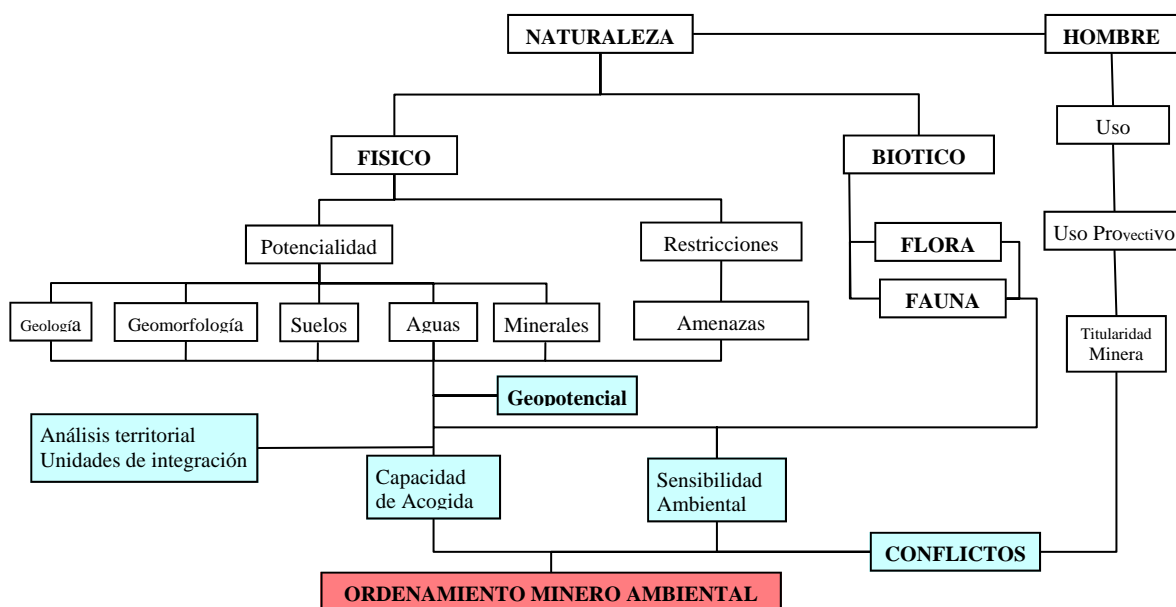 NATURALEZA
HOMBRE
Uso
FISICO
BIOTICO
Potencialidad
Restricciones
FLORA
Uso Proyectivo
Geología
Geomorfología
Suelos
Aguas
Minerales
Amenazas
FAUNA
Titularidad
Minera
Geopotencial
Análisis territorial
Unidades de integración
Capacidad
de Acogida
Sensibilidad
Ambiental
CONFLICTOS
ORDENAMIENTO MINERO AMBIENTAL